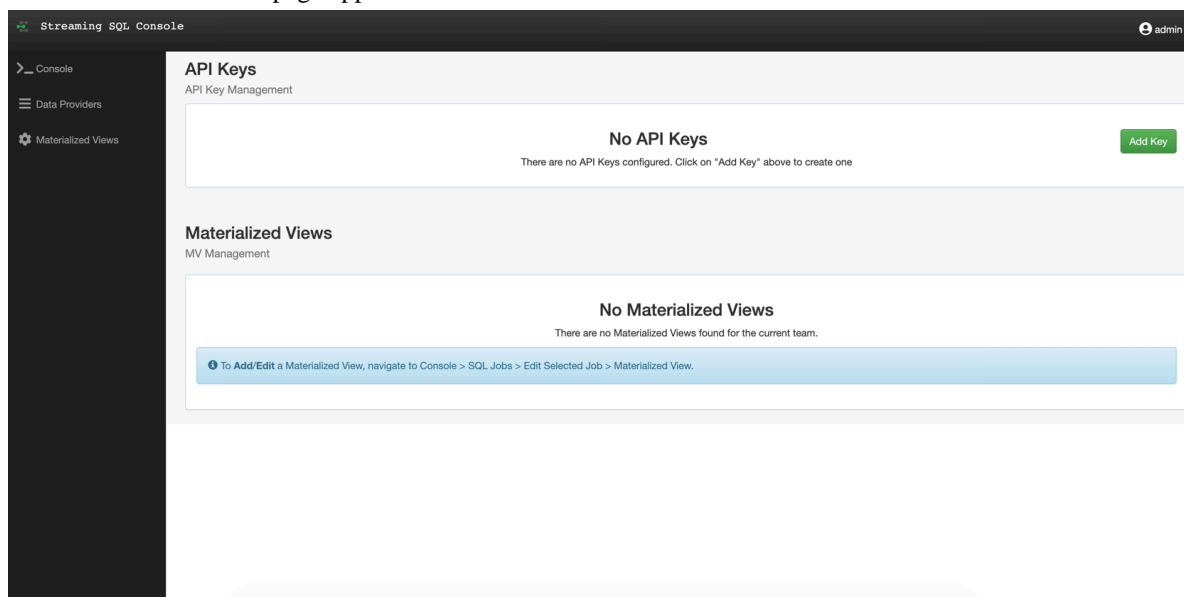 Streaming SQL Console
admin
Console
Data Providers
Materialized Views
API Keys
API Key Management
No API Keys
There are no API Keys configured. Click on "Add Key" above to create one
Add Key
Materialized Views
MV Management
No Materialized Views
There are no Materialized Views found for the current team.
To Add/Edit a Materialized View, navigate to Console > SQL Jobs > Edit Selected Job > Materialized View.